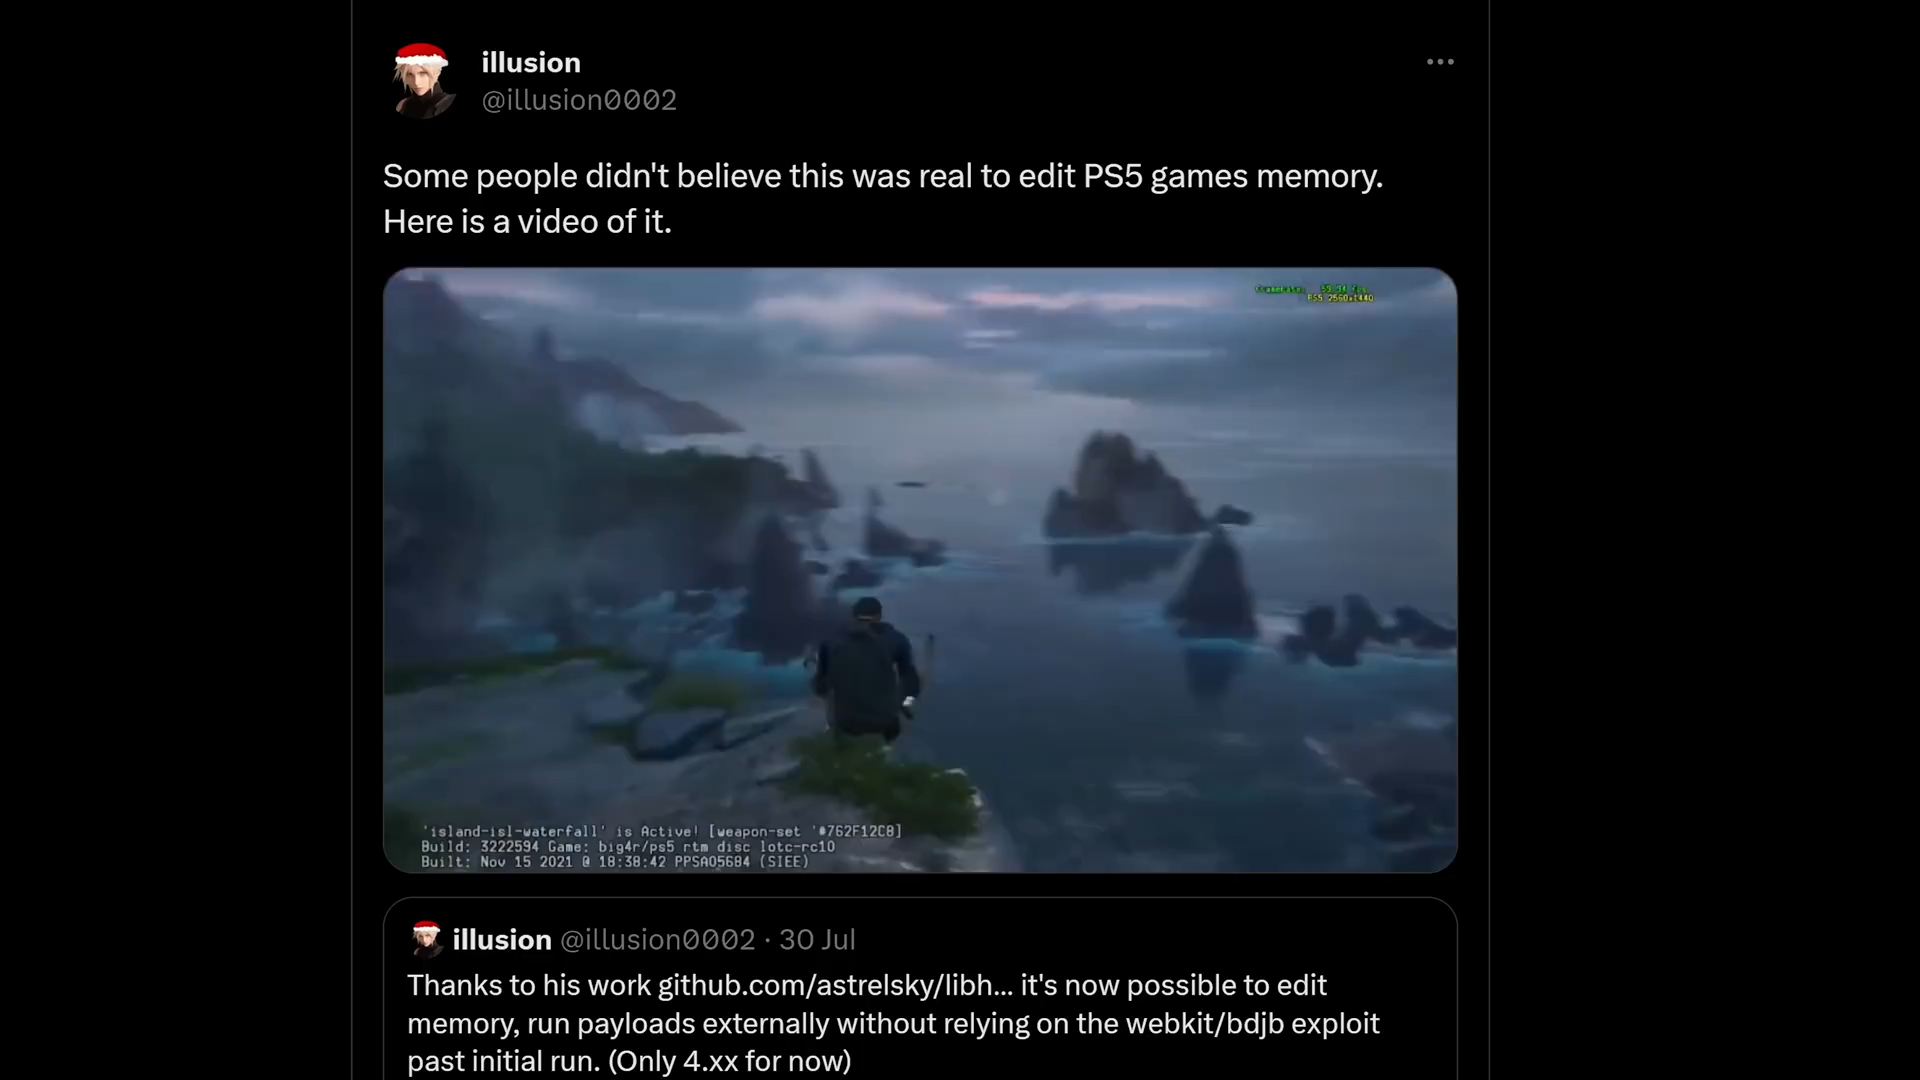 illusion
@illusion0002
Some people didn't believe this was real to edit PS5 games memory.
Here is a video of it.
framerate: 59.94 fps
PS5 2560x1440
'island-isl-waterfall' is Active! [weapon-set '#762F12C8]
Build: 3222594 Game: big4r/ps5 rtm disc lotc-rc10
Built: Nov 15 2021 @ 18:38:42 PPSA05684 (SIEE)
illusion @illusion0002 · 30 Jul
Thanks to his work github.com/astrelsky/libh... it's now possible to edit
memory, run payloads externally without relying on the webkit/bdjb exploit
past initial run. (Only 4.xx for now)